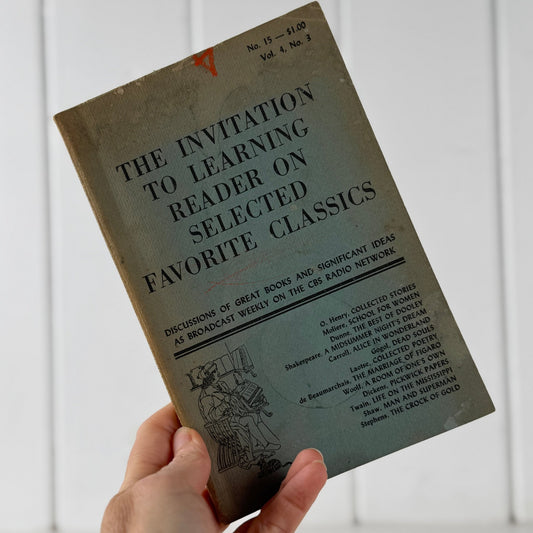 No. 15 — $1.00
Vol. 4, No. 3
THE INVITATION
TO LEARNING
READER ON
SELECTED
FAVORITE CLASSICS
DISCUSSIONS OF GREAT BOOKS AND SIGNIFICANT IDEAS
AS BROADCAST WEEKLY ON THE CBS RADIO NETWORK
O. Henry, COLLECTED STORIES
Moliere, SCHOOL FOR WOMEN
Dunne, THE BEST OF DOOLEY
Shakespeare, A MIDSUMMER NIGHT'S DREAM
Carroll, ALICE IN WONDERLAND
Gogol, DEAD SOULS
Laotse, COLLECTED POETRY
de Beaumarchais, THE MARRIAGE OF FIGARO
Woolf, A ROOM OF ONE'S OWN
Dickens, PICKWICK PAPERS
Twain, LIFE ON THE MISSISSIPPI
Shaw, MAN AND SUPERMAN
Stephens, THE CROCK OF GOLD